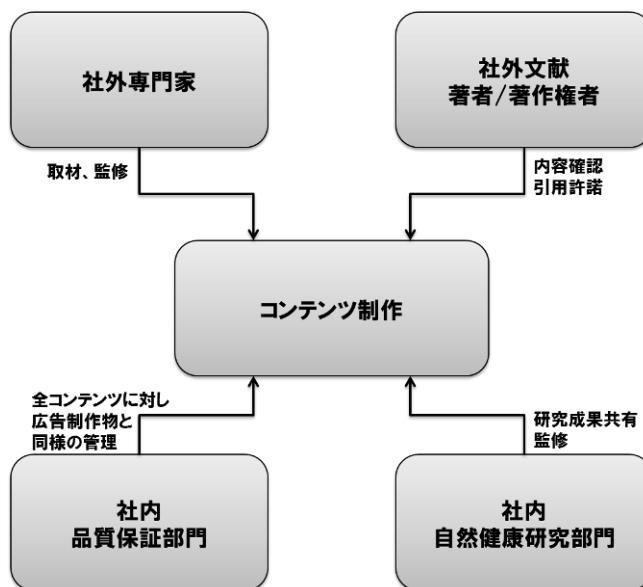 社外専門家
社外文献
著者/著作権者
取材、監修
内容確認
引用許諾
コンテンツ制作
全コンテンツに対し
広告制作物と
同様の管理
研究成果共有
監修
社内
品質保証部門
社内
自然健康研究部門